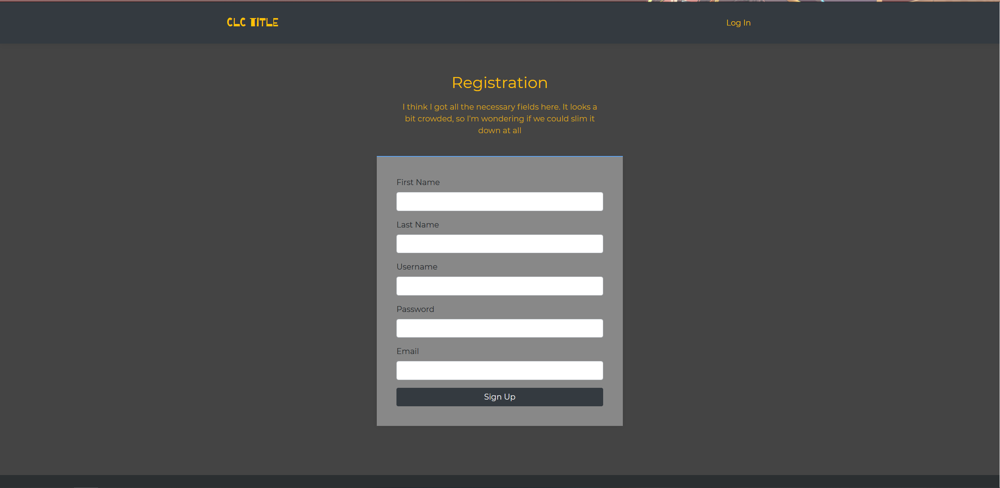 CLC TITLE
Log In
Registration
I think I got all the necessary fields here. It looks a
bit crowded, so I'm wondering if we could slim it
down at all
First Name
Last Name
Username
Password
Email
Sign Up